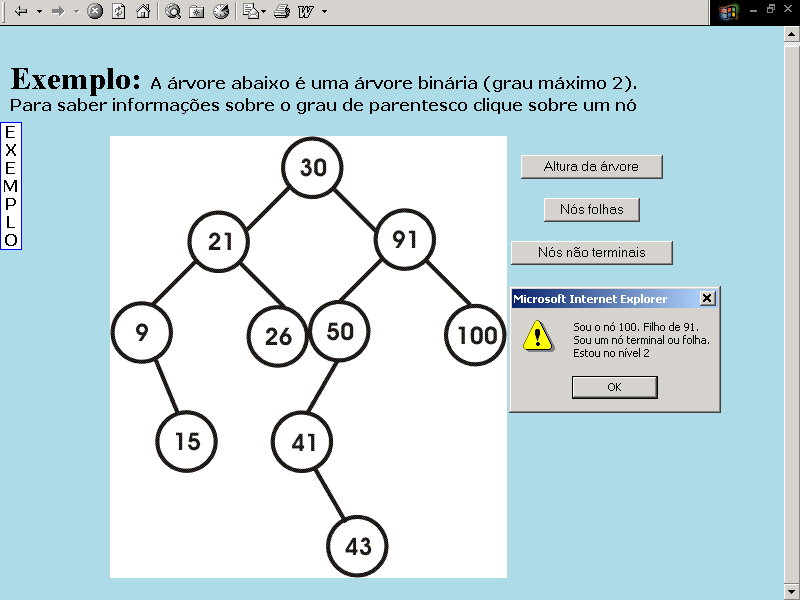 Exemplo: A árvore abaixo é uma árvore binária (grau máximo 2).
Para saber informações sobre o grau de parentesco clique sobre um nó
E
X
E
M
P
L
O
30
21
91
9
26
50
100
15
41
43
Altura da árvore
Nós folhas
Nós não terminais
Microsoft Internet Explorer
Sou o nó 100. Filho de 91.
Sou um nó terminal ou folha.
Estou no nível 2
OK